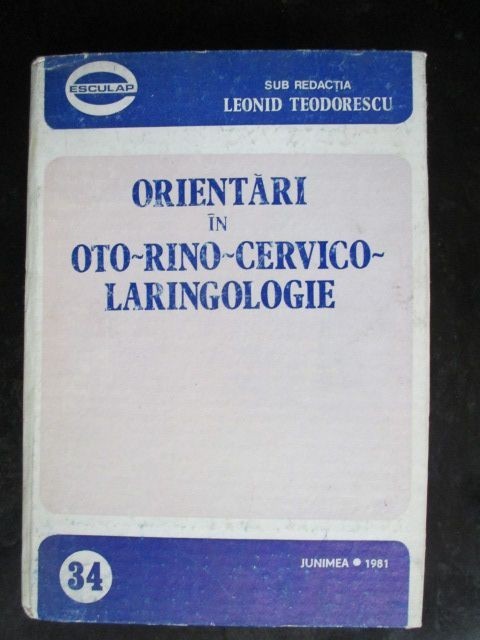 ESCULAP
SUB REDACȚIA
LEONID TEODORESCU
ORIENTĂRI
ÎN
OTO~RINO~CERVICO~
LARINGOLOGIE
34
JUNIMEA • 1981